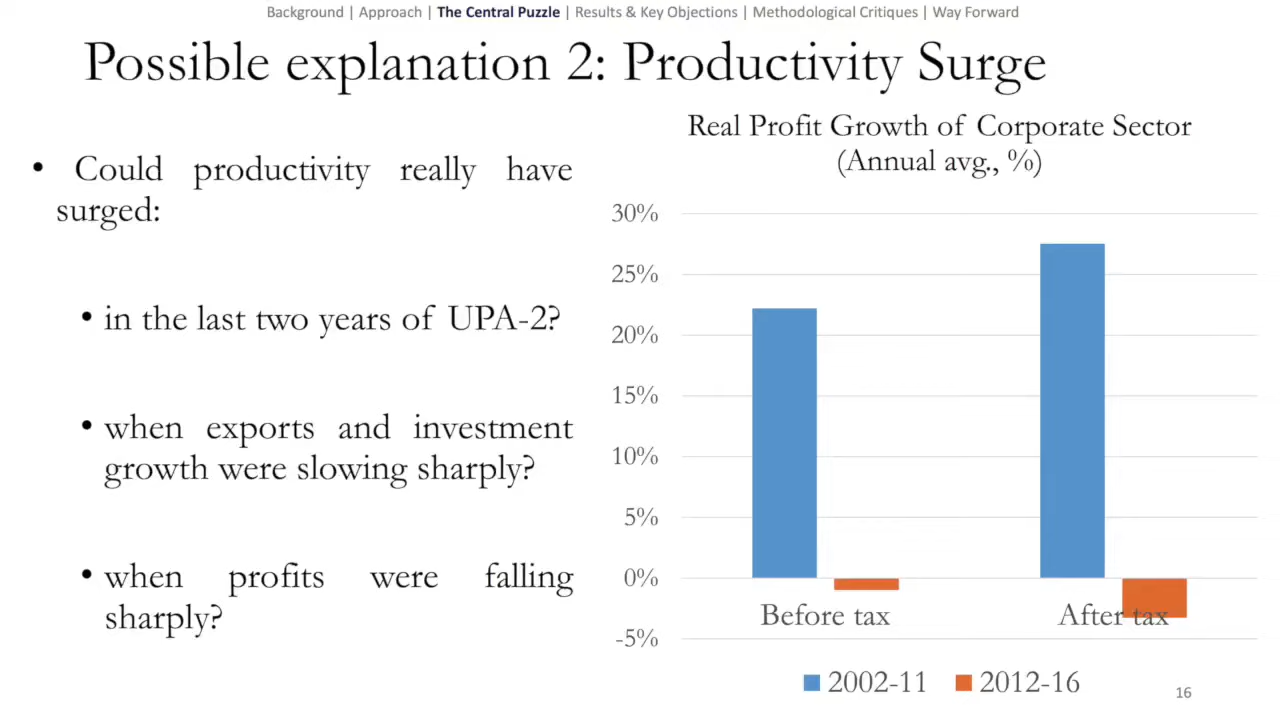 Background | Approach | The Central Puzzle | Results & Key Objections | Methodological Critiques | Way Forward
Possible explanation 2: Productivity Surge
• Could productivity really have
surged:
• in the last two years of UPA-2?
• when exports and investment
growth were slowing sharply?
• when profits were falling
sharply?
Real Profit Growth of Corporate Sector
(Annual avg., %)
30%
25%
20%
15%
10%
5%
0%
-5%
Before tax
After tax
2002-11
2012-16
16